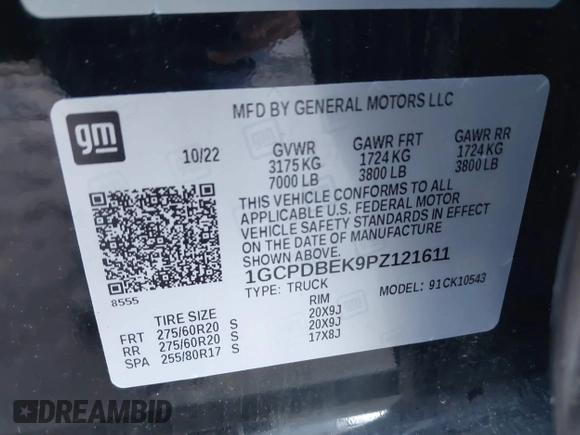 MFD BY GENERAL MOTORS LLC
gm
10/22 GVWR GAWR FRT GAWR RR
3175 KG 1724 KG 1724 KG
7000 LB 3800 LB 3800 LB
THIS VEHICLE CONFORMS TO ALL
APPLICABLE U.S. FEDERAL MOTOR
VEHICLE SAFETY STANDARDS IN EFFECT
ON THE DATE OF MANUFACTURE
SHOWN ABOVE.
1GCPDBEK9PZ121611
8555
TYPE: TRUCK MODEL: 91CK10543
TIRE SIZE RIM
FRT 275/60R20 S 20X9J
RR 275/60R20 S 20X9J
SPA 255/80R17 S 17X8J
DREAMBID